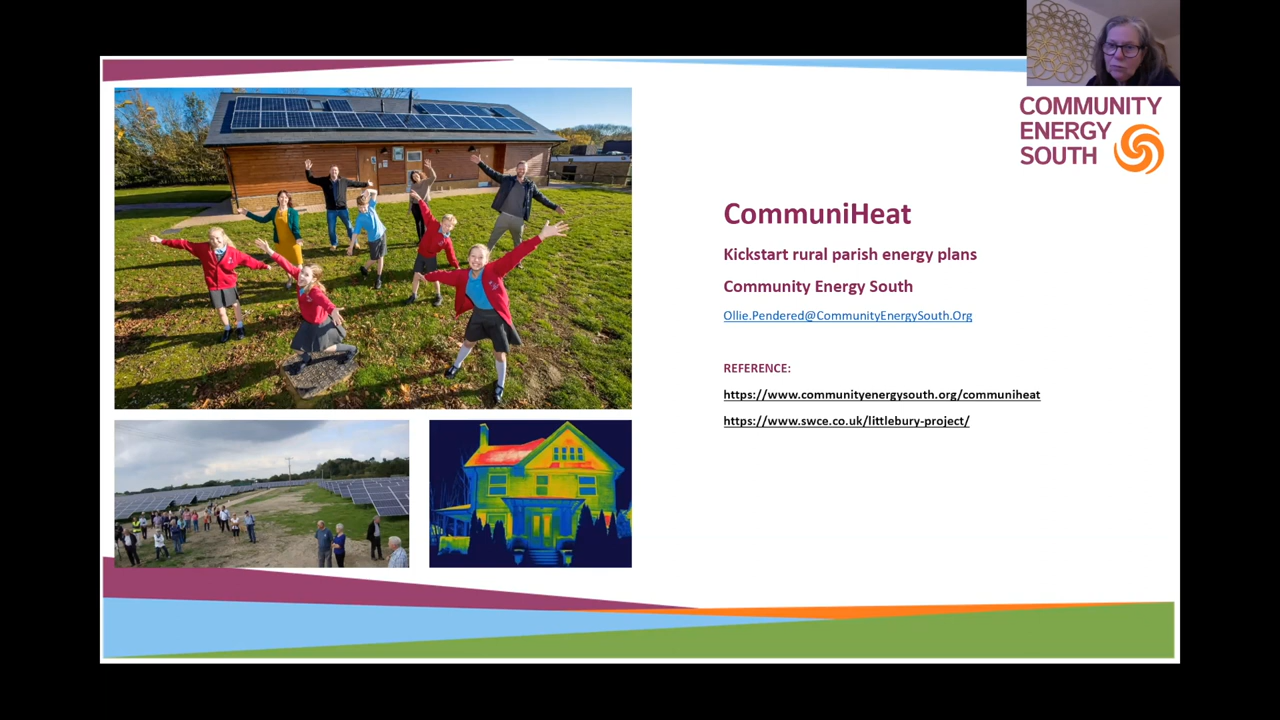 COMMUNITY
ENERGY
SOUTH
CommuniHeat
Kickstart rural parish energy plans
Community Energy South
Ollie.Pendered@CommunityEnergySouth.Org
REFERENCE:
https://www.communityenergysouth.org/communiheat
https://www.swce.co.uk/littlebury-project/